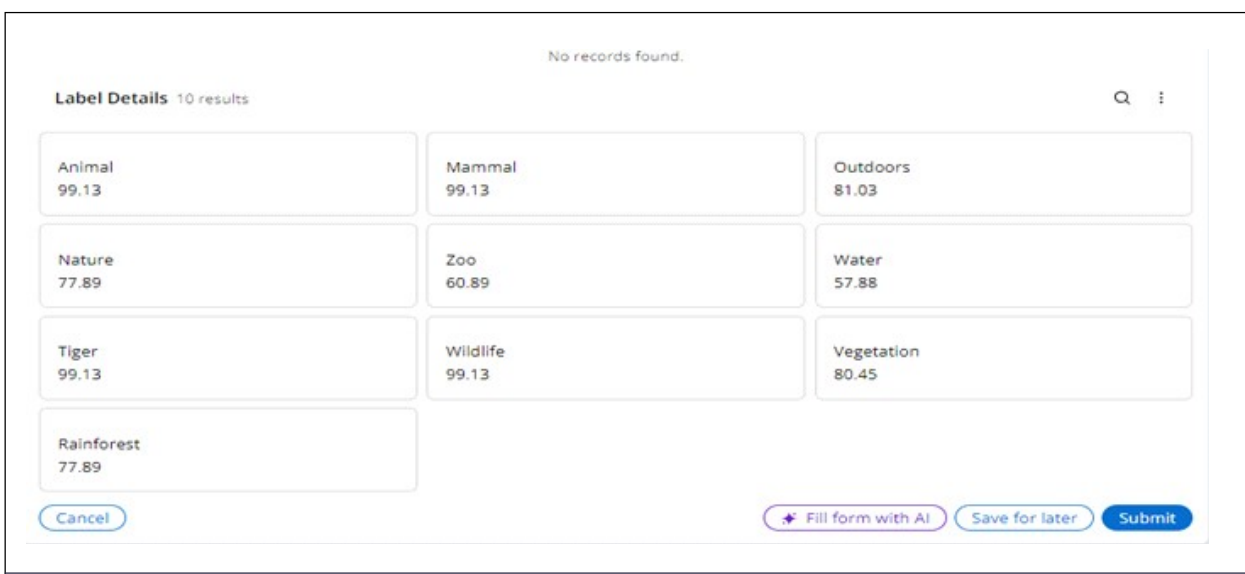 No records found.
Label Details 10 results
Animal
99.13
Mammal
99.13
Outdoors
81.03
Nature
77.89
Zoo
60.89
Water
57.88
Tiger
99.13
Wildlife
99.13
Vegetation
80.45
Rainforest
77.89
Cancel
Fill form with AI
Save for later
Submit